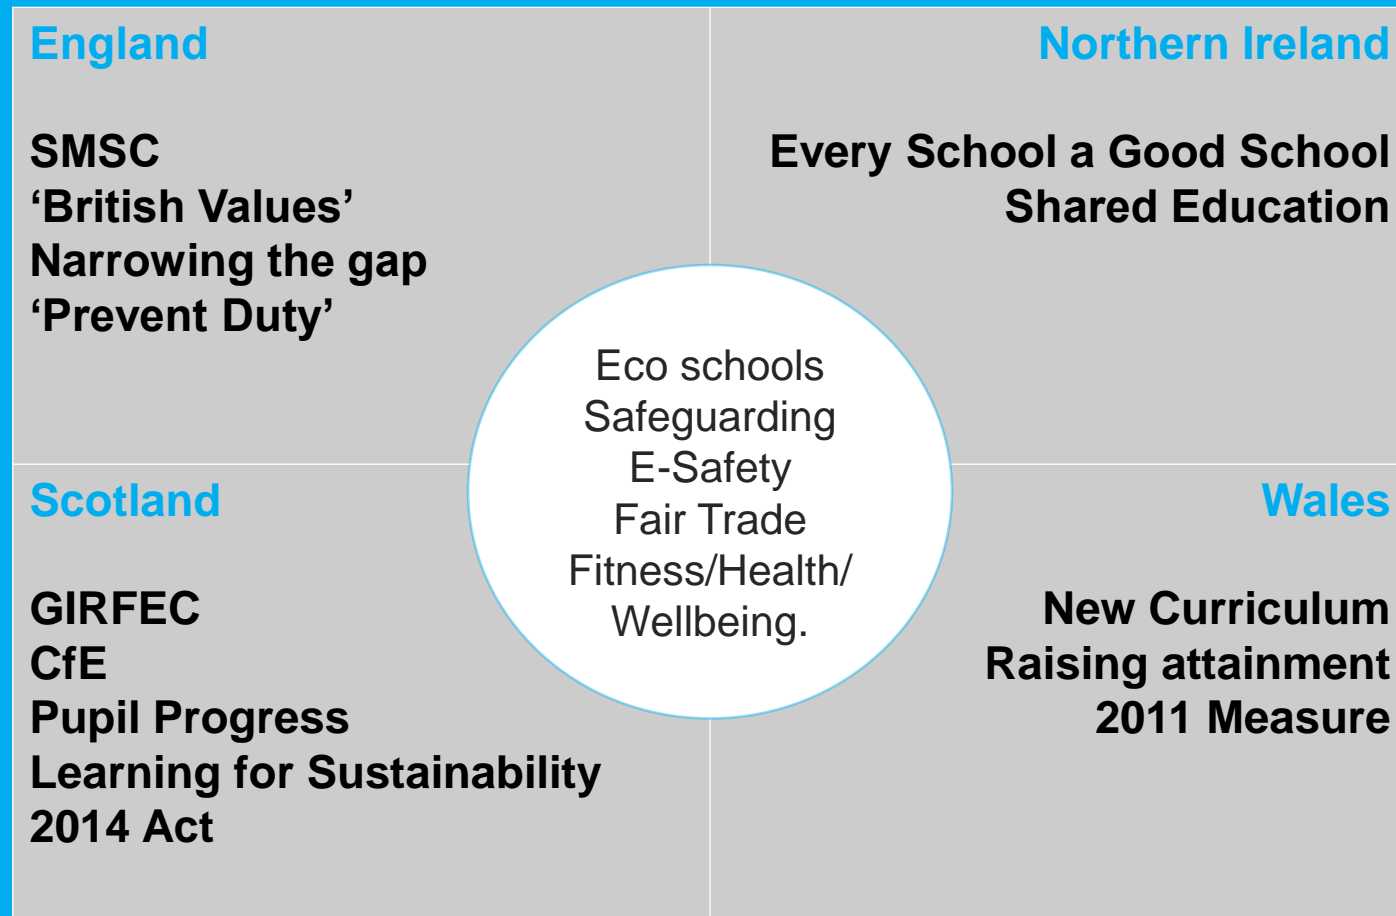 England
SMSC
‘British Values’
Narrowing the gap
‘Prevent Duty’
Northern Ireland
Every School a Good School
Shared Education
Eco schools
Safeguarding
E-Safety
Fair Trade
Fitness/Health/
Wellbeing.
Scotland
GIRFEC
CfE
Pupil Progress
Learning for Sustainability
2014 Act
Wales
New Curriculum
Raising attainment
2011 Measure